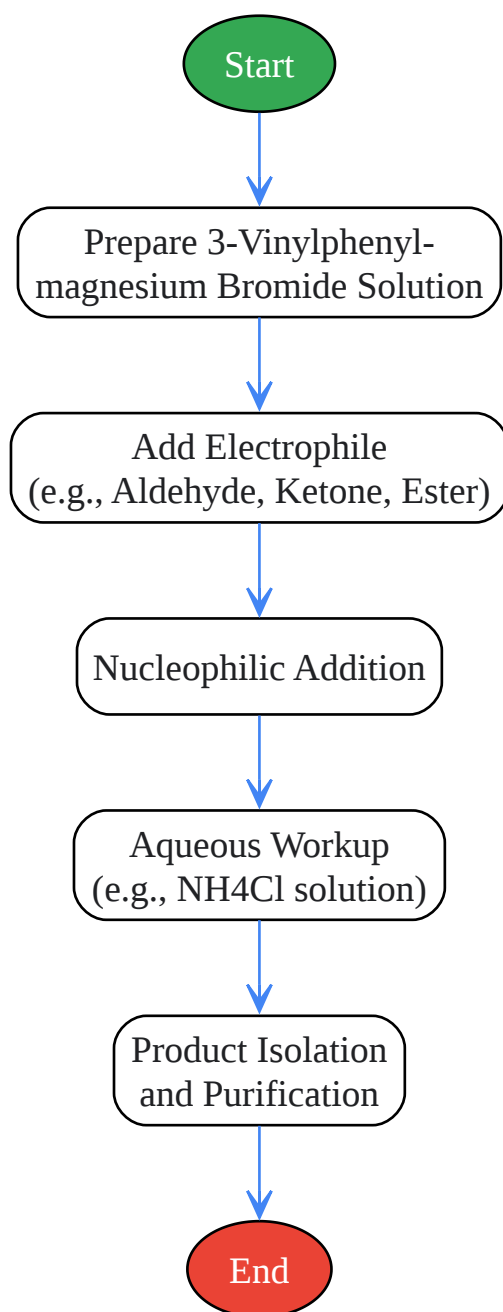 Start
Prepare 3-Vinylphenyl-
magnesium Bromide Solution
Add Electrophile
(e.g., Aldehyde, Ketone, Ester)
Nucleophilic Addition
Aqueous Workup
(e.g., NH4Cl solution)
Product Isolation
and Purification
End